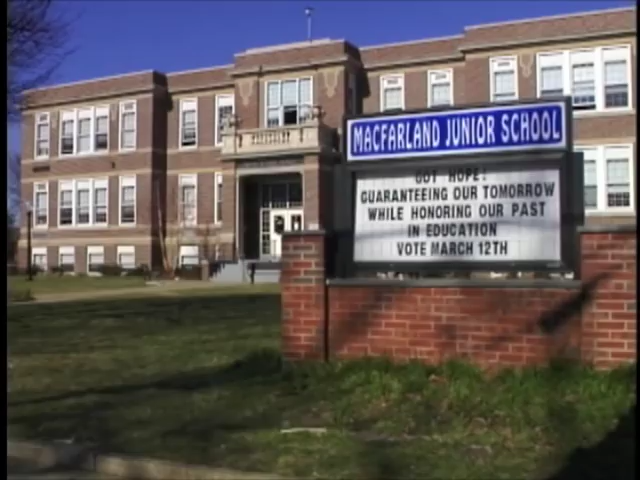 MACFARLAND JUNIOR SCHOOL
GOT HOPE:
GUARANTEEING OUR TOMORROW
WHILE HONORING OUR PAST
IN EDUCATION
VOTE MARCH 12TH